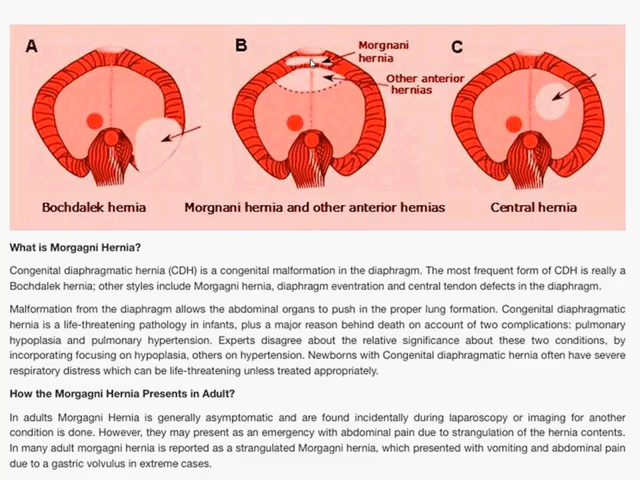 A
B
C
Morgnani
hernia
Other anterior
hernias
Bochdalek hernia
Morgnani hernia and other anterior hernias
Central hernia
What is Morgagni Hernia?
Congenital diaphragmatic hernia (CDH) is a congenital malformation in the diaphragm. The most frequent form of CDH is really a
Bochdalek hernia; other styles include Morgagni hernia, diaphragm eventration and central tendon defects in the diaphragm.
Malformation from the diaphragm allows the abdominal organs to push in the proper lung formation. Congenital diaphragmatic
hernia is a life-threatening pathology in infants, plus a major reason behind death on account of two complications: pulmonary
hypoplasia and pulmonary hypertension. Experts disagree about the relative significance about these two conditions, by
incorporating focusing on hypoplasia, others on hypertension. Newborns with Congenital diaphragmatic hernia often have severe
respiratory distress which can be life-threatening unless treated appropriately.
How the Morgagni Hernia Presents in Adult?
In adults Morgagni Hernia is generally asymptomatic and are found incidentally during laparoscopy or imaging for another
condition is done. However, they may present as an emergency with abdominal pain due to strangulation of the hernia contents.
In many adult morgagni hernia is reported as a strangulated Morgagni hernia, which presented with vomiting and abdominal pain
due to a gastric volvulus in extreme cases.